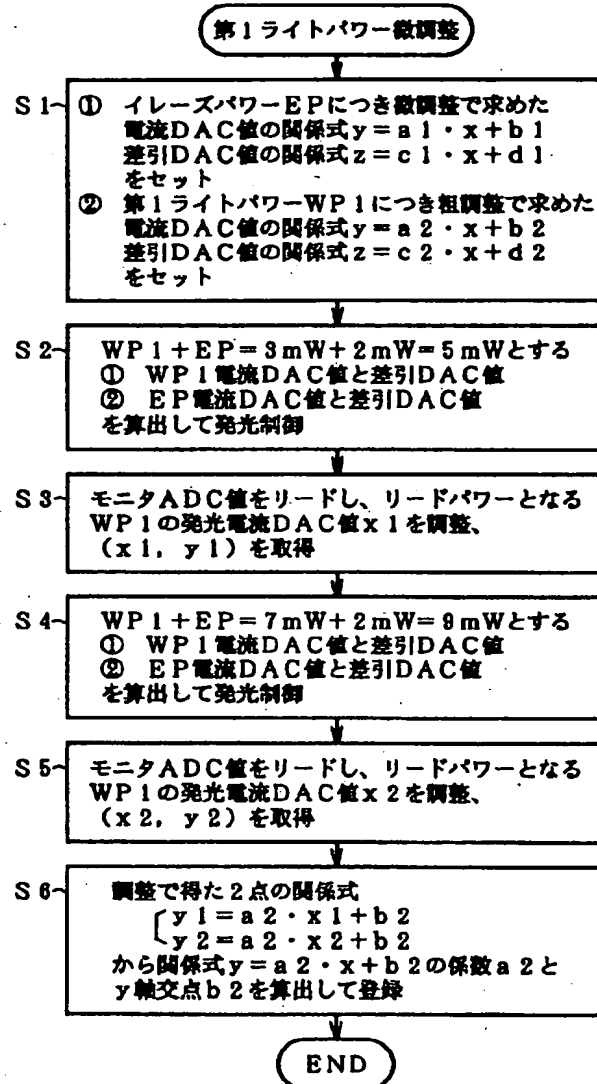 第1ライトパワー微調整
S1 ① イレーズパワーEPにつき微調整で求めた
電流DAC値の関係式y=a1・x+b1
差引DAC値の関係式z=c1・x+d1
をセット
② 第1ライトパワーWP1につき粗調整で求めた
電流DAC値の関係式y=a2・x+b2
差引DAC値の関係式z=c2・x+d2
をセット
S2 WP1+EP=3mW+2mW=5mWとする
① WP1電流DAC値と差引DAC値
② EP電流DAC値と差引DAC値
を算出して発光制御
S3 モニタADC値をリードし、リードパワーとなる
WP1の発光電流DAC値x1を調整、
(x1, y1)を取得
S4 WP1+EP=7mW+2mW=9mWとする
① WP1電流DAC値と差引DAC値
② EP電流DAC値と差引DAC値
を算出して発光制御
S5 モニタADC値をリードし、リードパワーとなる
WP1の発光電流DAC値x2を調整、
(x2, y2)を取得
S6 調整で得た2点の関係式
y1=a2・x1+b2
y2=a2・x2+b2
から関係式y=a2・x+b2の係数a2と
y軸交点b2を算出して登録
END